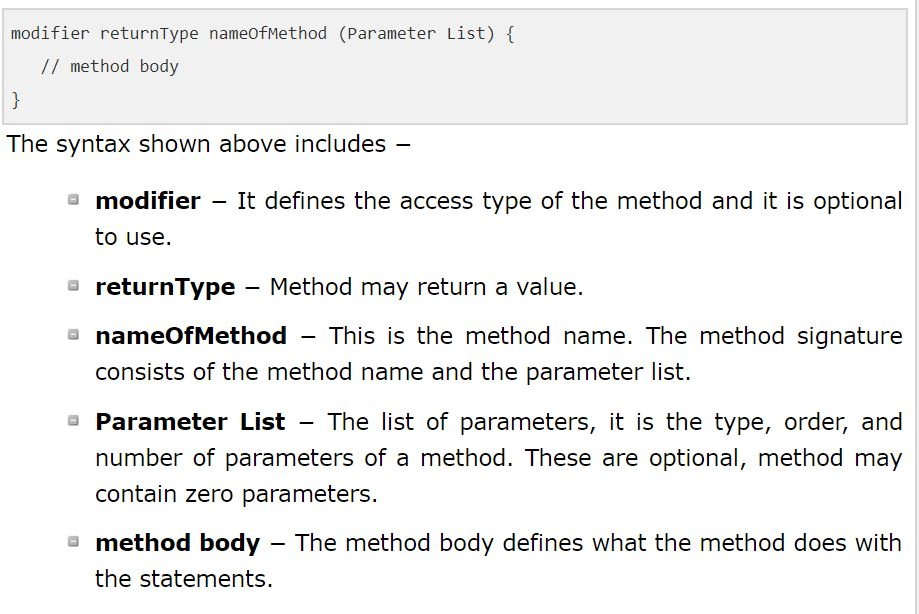 modifier returnType nameOfMethod (Parameter List) {
// method body
}
The syntax shown above includes −
modifier − It defines the access type of the method and it is optional
to use.
returnType − Method may return a value.
nameOfMethod − This is the method name. The method signature
consists of the method name and the parameter list.
Parameter List − The list of parameters, it is the type, order, and
number of parameters of a method. These are optional, method may
contain zero parameters.
method body − The method body defines what the method does with
the statements.